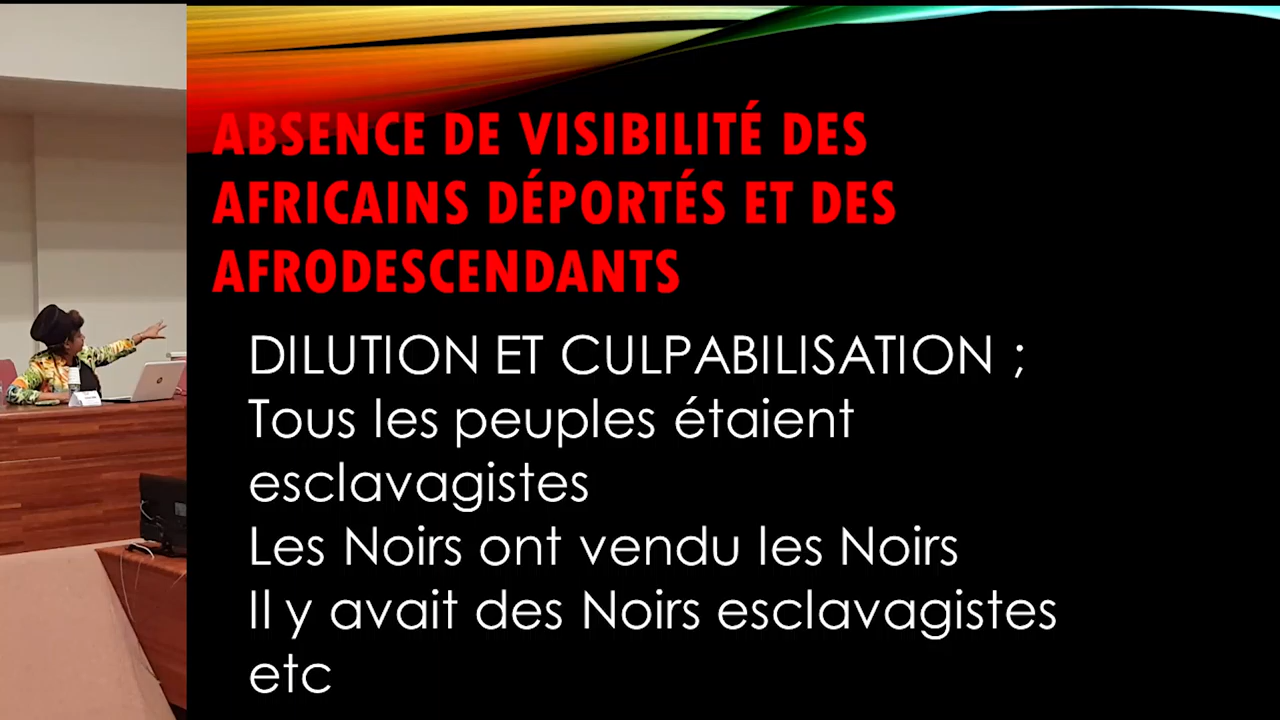 ABSENCE DE VISIBILITÉ DES
AFRICAINS DÉPORTÉS ET DES
AFRODESCENDANTS
DILUTION ET CULPABILISATION ;
Tous les peuples étaient
esclavagistes
Les Noirs ont vendu les Noirs
Il y avait des Noirs esclavagistes
etc